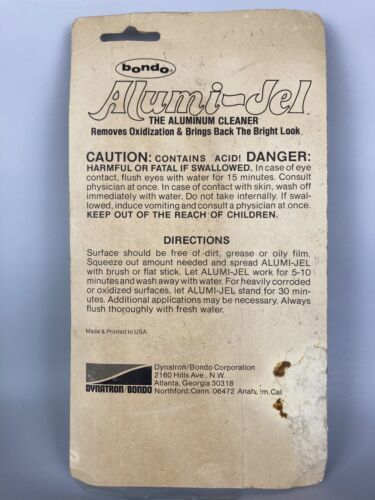 bondo®
Alumi-Jel
THE ALUMINUM CLEANER
Removes Oxidization & Brings Back The Bright Look
CAUTION: CONTAINS ACID! DANGER:
HARMFUL OR FATAL IF SWALLOWED. In case of eye
contact, flush eyes with water for 15 minutes. Consult
physician at once. In case of contact with skin, wash off
immediately with water. Do not take internally. If swal-
lowed, induce vomiting and consult a physician at once.
KEEP OUT OF THE REACH OF CHILDREN.
DIRECTIONS
Surface should be free of dirt, grease or oily film.
Squeeze out amount needed and spread ALUMI-JEL
with brush or flat stick. Let ALUMI-JEL work for 5-10
minutes and wash away with water. For heavily corroded
or oxidized surfaces, let ALUMI-JEL stand for 30 min-
utes. Additional applications may be necessary. Always
flush thoroughly with fresh water.
Made & Printed In USA
DYNATRON/BONDO
Dynatron/Bondo Corporation
2160 Hills Ave., N.W.
Atlanta, Georgia 30318
Northford, Conn. 06472 Anaheim, Cal